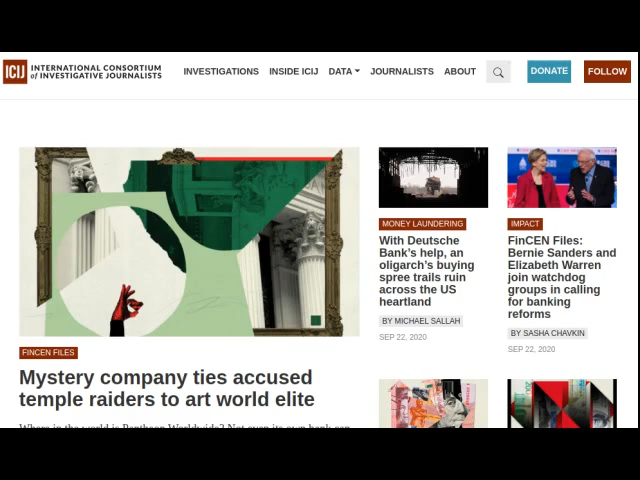 ICIJ
INTERNATIONAL CONSORTIUM
of INVESTIGATIVE JOURNALISTS
INVESTIGATIONS
INSIDE ICIJ
DATA
JOURNALISTS
ABOUT
DONATE
FOLLOW
FINCEN FILES
Mystery company ties accused
temple raiders to art world elite
MONEY LAUNDERING
With Deutsche
Bank's help, an
oligarch's buying
spree trails ruin
across the US
heartland
BY MICHAEL SALLAH
SEP 22, 2020
IMPACT
FinCEN Files:
Bernie Sanders and
Elizabeth Warren
join watchdog
groups in calling
for banking
reforms
BY SASHA CHAVKIN
SEP 22, 2020